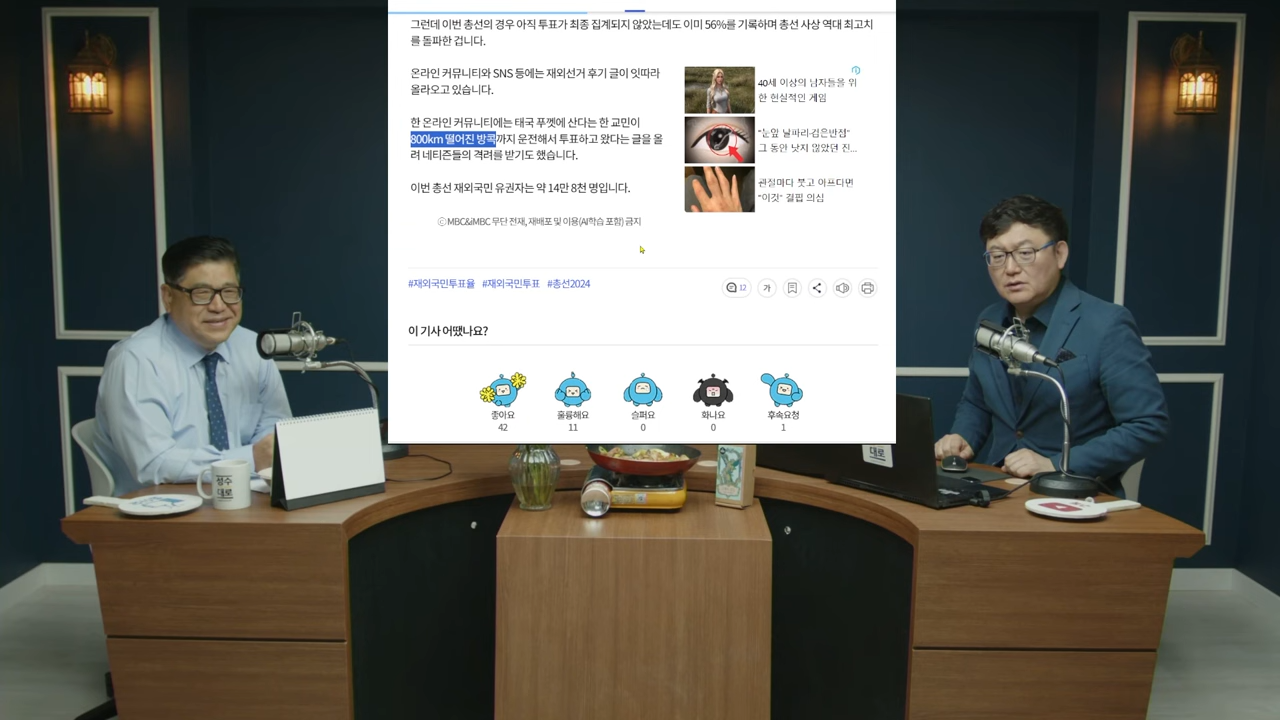 그런데 이번 총선의 경우 아직 투표가 최종 집계되지 않았는데도 이미 56%를 기록하며 총선 사상 역대 최고치
를 돌파한 겁니다.
온라인 커뮤니티와 SNS 등에는 재외선거 후기 글이 잇따라
올라오고 있습니다.
한 온라인 커뮤니티에는 태국 푸껫에 산다는 한 교민이
800km 떨어진 방콕까지 운전해서 투표하고 왔다는 글을 올
려 네티즌들의 격려를 받기도 했습니다.
이번 총선 재외국민 유권자는 약 14만 8천 명입니다.
ⓒMBC&iMBC 무단 전재, 재배포 및 이용(AI학습 포함) 금지
40세 이상의 남자들을 위
한 현실적인 게임
"눈앞 날파리·검은반점"
그 동안 낫지 않았던 진...
관절마다 붓고 아프다면
"이것" 결핍 의심
#재외국민투표율 #재외국민투표 #총선2024
12
가
이 기사 어땠나요?
좋아요 훌륭해요 슬퍼요 화나요 후속요청
42 11 0 0 1
대로
정수
대로